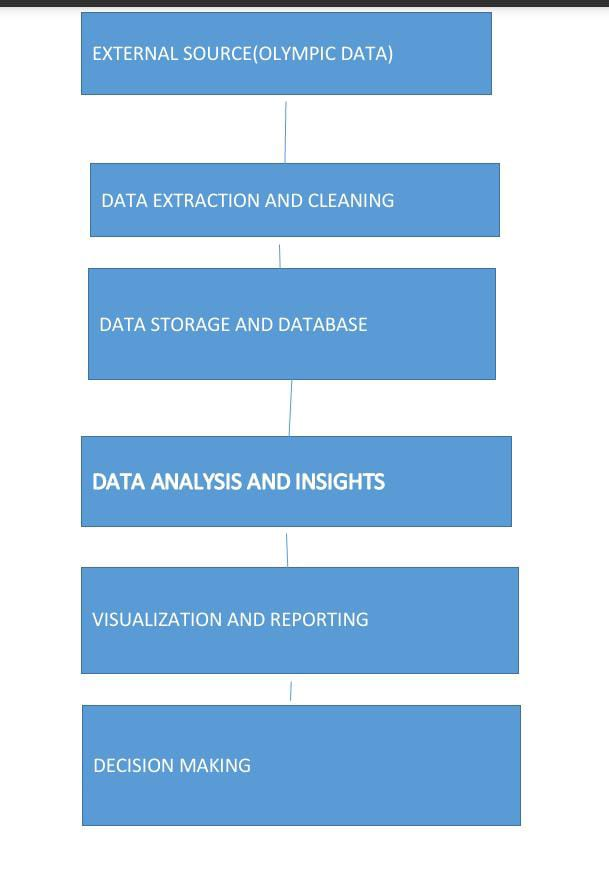 EXTERNAL SOURCE(OLYMPIC DATA)
DATA EXTRACTION AND CLEANING
DATA STORAGE AND DATABASE
DATA ANALYSIS AND INSIGHTS
VISUALIZATION AND REPORTING
DECISION MAKING